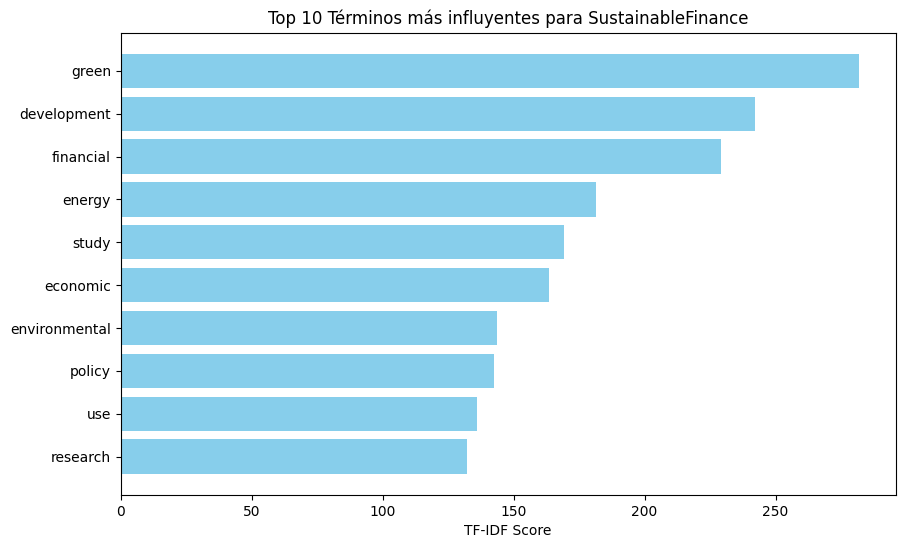 Top 10 Términos más influyentes para SustainableFinance
green
development
financial
energy
study
economic
environmental
policy
use
research
0 50 100 150 200 250
TF-IDF Score